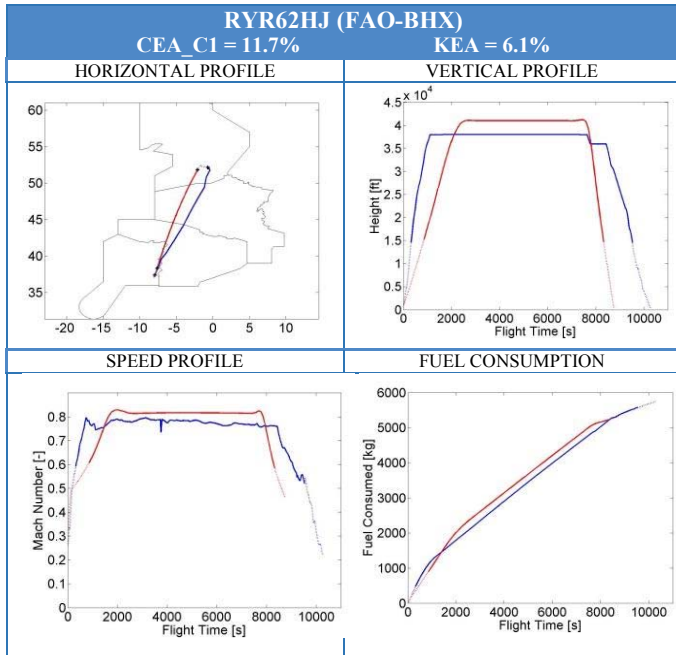 RYR62HJ (FAO-BHX)
CEA_C1 = 11.7% KEA = 6.1%
HORIZONTAL PROFILE VERTICAL PROFILE
60
55
50
45
40
35
-20 -15 -10 -5 0 5 10
x 10⁴
4.5
4
3.5
3
2.5
2
1.5
1
0.5
0
Height [ft]
0 2000 4000 6000 8000 10000
Flight Time [s]
SPEED PROFILE FUEL CONSUMPTION
0.8
0.7
0.6
0.5
0.4
0.3
0.2
0.1
0
Mach Number [-]
0 2000 4000 6000 8000 10000
Flight Time [s]
6000
5000
4000
3000
2000
1000
0
Fuel Consumed [kg]
0 2000 4000 6000 8000 10000
Flight Time [s]